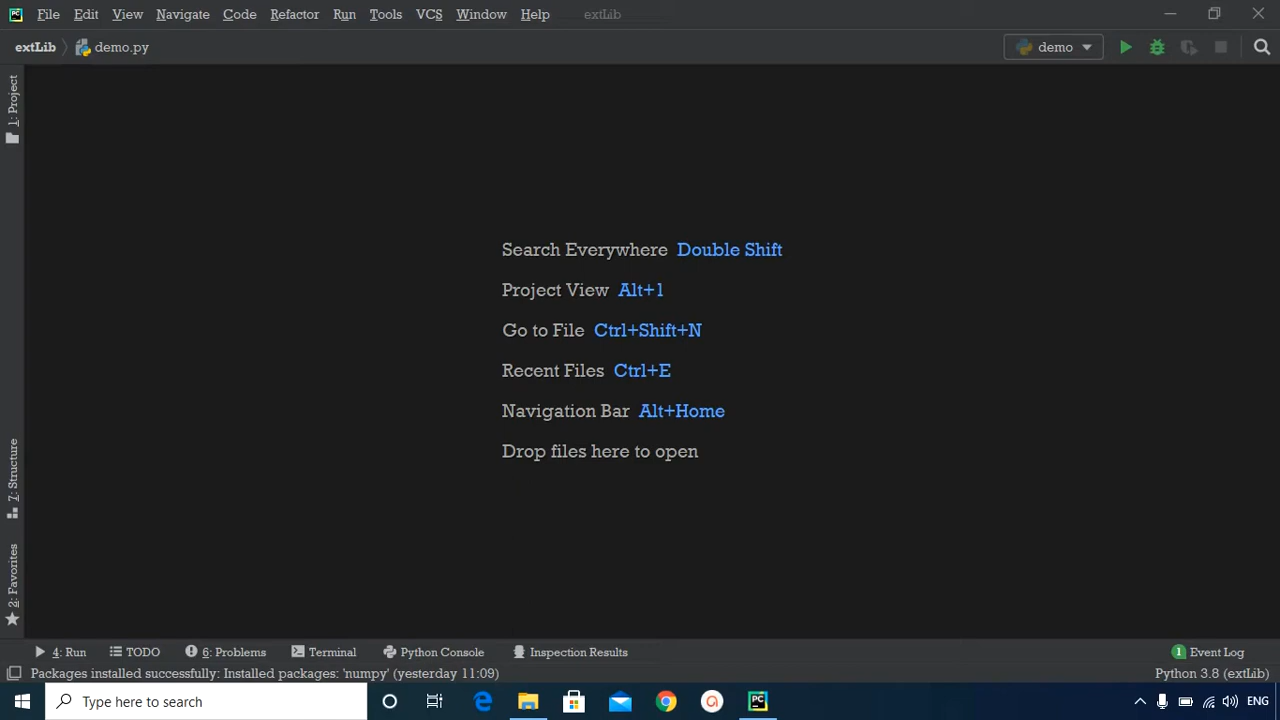 File Edit View Navigate Code Refactor Run Tools VCS Window Help extLib
extLib demo.py demo
1: Project
Search Everywhere Double Shift
Project View Alt+1
Go to File Ctrl+Shift+N
Recent Files Ctrl+E
Navigation Bar Alt+Home
Drop files here to open
7: Structure
2: Favorites
4: Run TODO 6: Problems Terminal Python Console Inspection Results 1 Event Log
Packages installed successfully: Installed packages: 'numpy' (yesterday 11:09) Python 3.8 (extLib)
Type here to search ENG